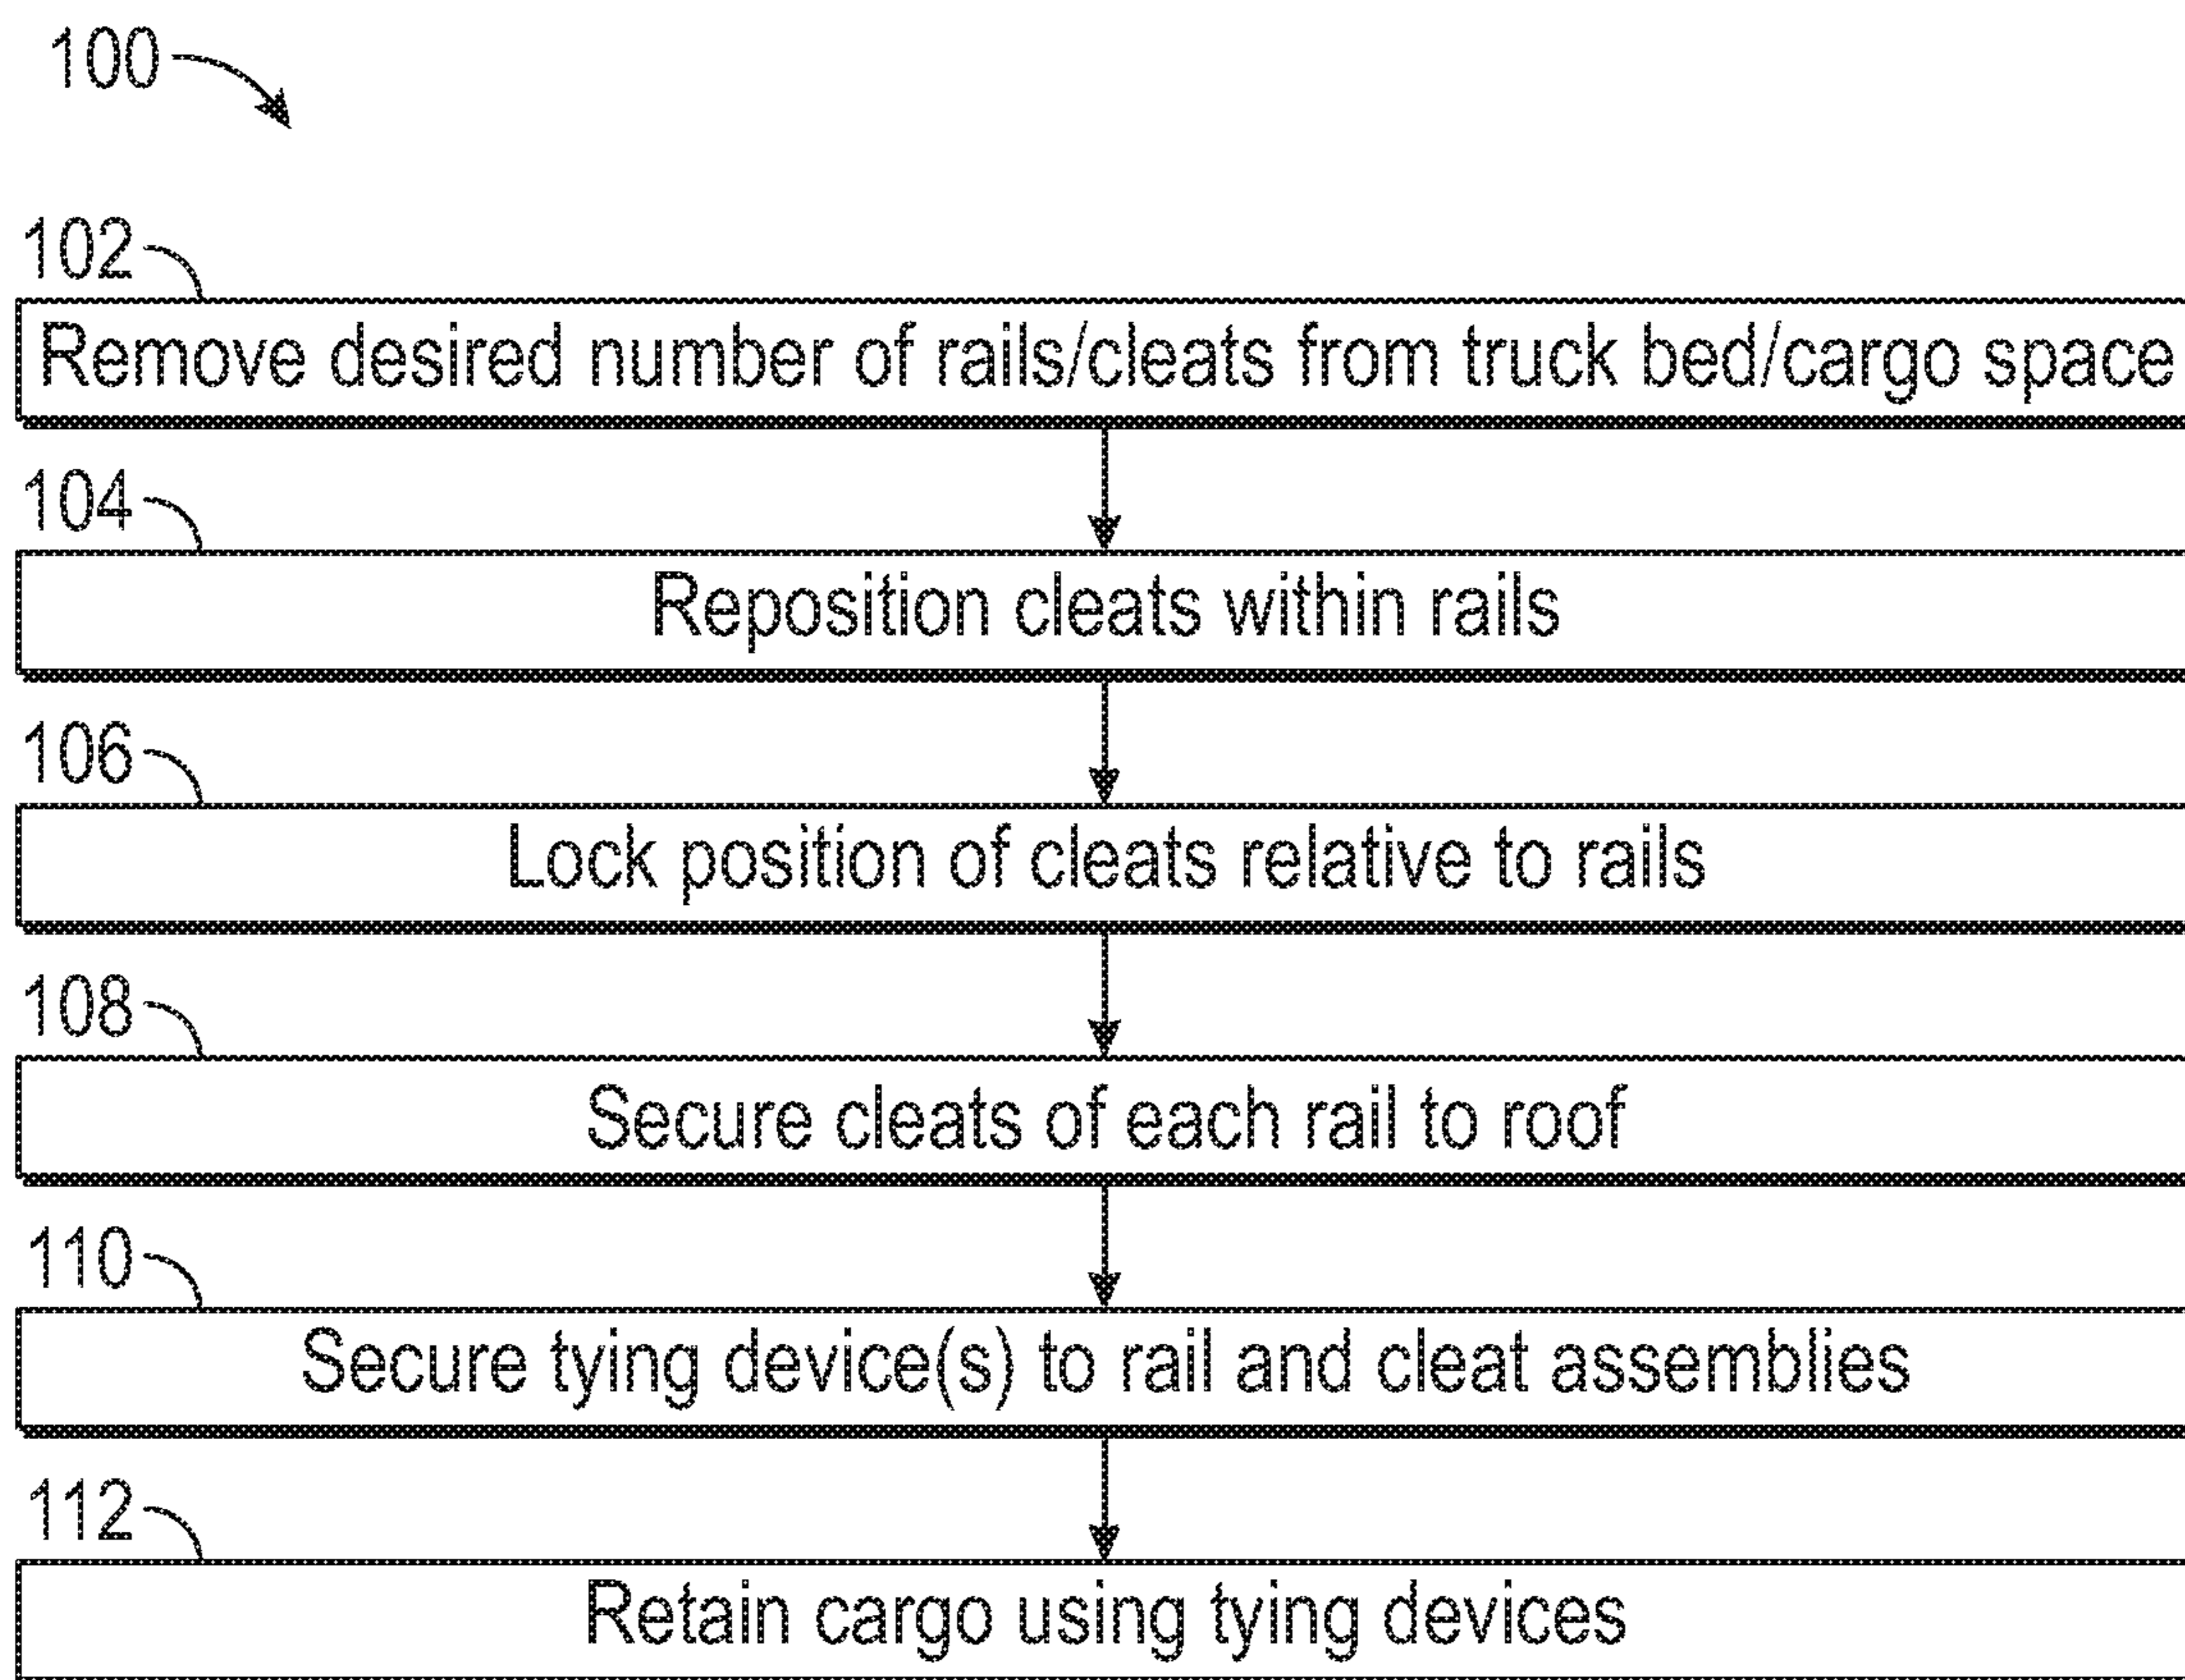 100
102
Remove desired number of rails/cleats from truck bed/cargo space
104
Reposition cleats within rails
106
Lock position of cleats relative to rails
108
Secure cleats of each rail to roof
110
Secure tying device(s) to rail and cleat assemblies
112
Retain cargo using tying devices